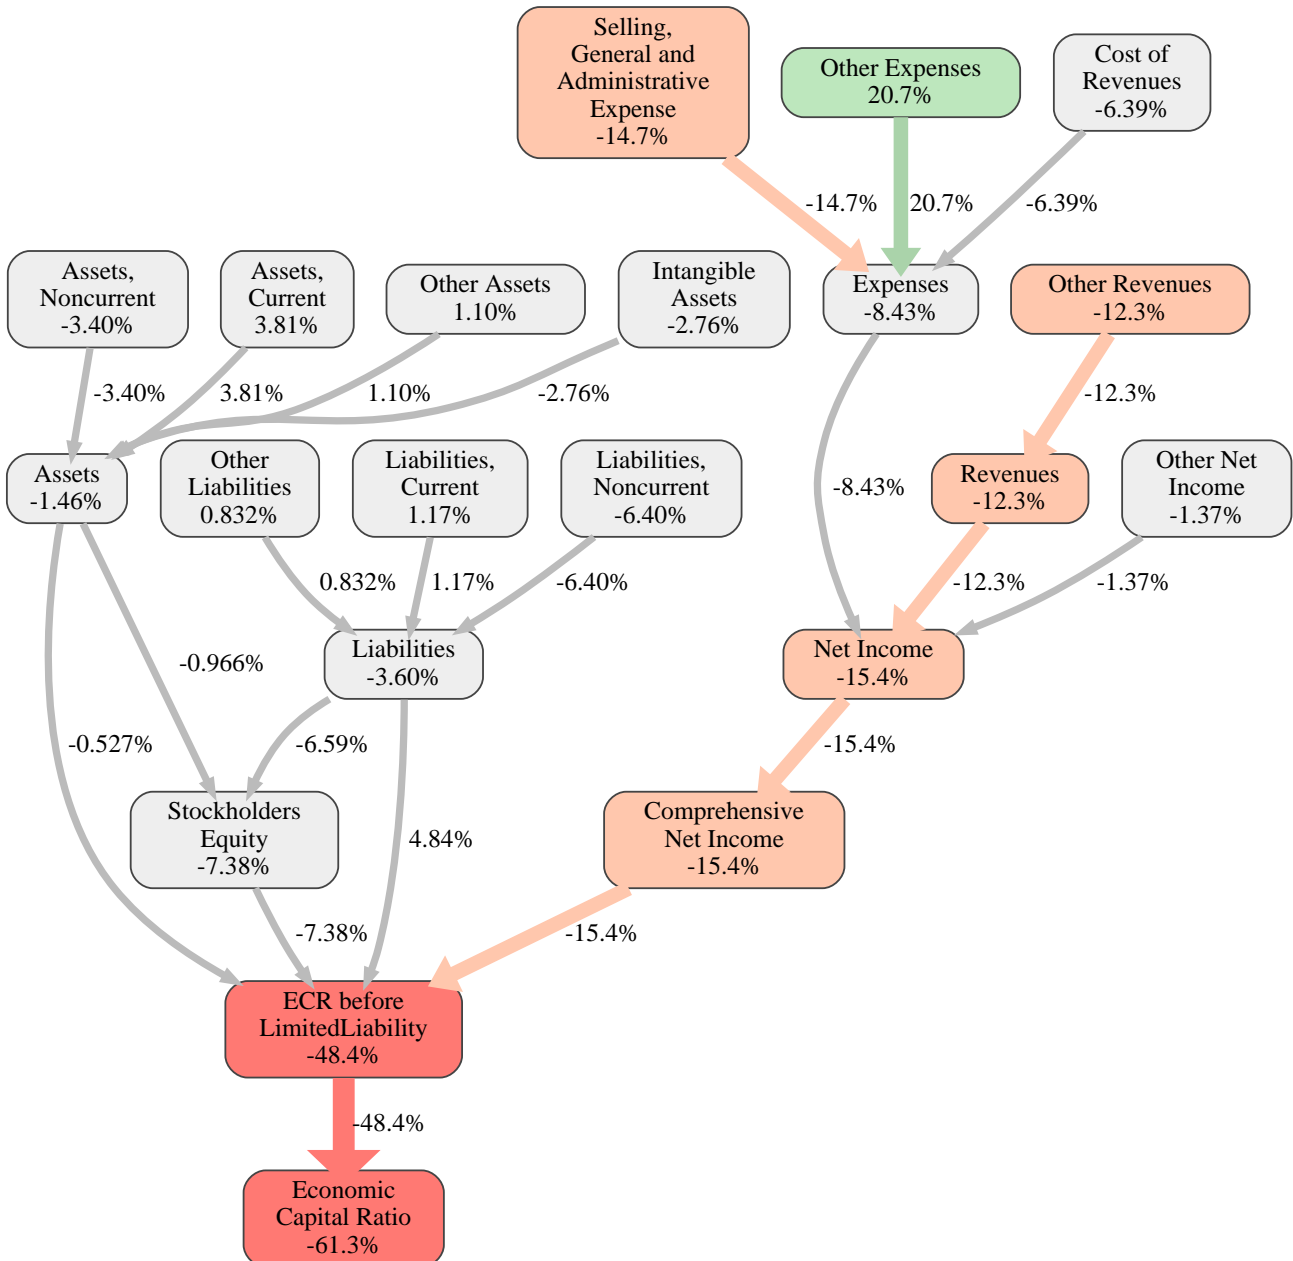 Selling,
General and
Administrative
Expense
-14.7%
Other Expenses
20.7%
Cost of
Revenues
-6.39%
-14.7%
20.7%
-6.39%
Assets,
Noncurrent
-3.40%
Assets,
Current
3.81%
Other Assets
1.10%
Intangible
Assets
-2.76%
Expenses
-8.43%
Other Revenues
-12.3%
-3.40%
3.81%
1.10%
-2.76%
-12.3%
Assets
-1.46%
Other
Liabilities
0.832%
Liabilities,
Current
1.17%
Liabilities,
Noncurrent
-6.40%
-8.43%
Revenues
-12.3%
Other Net
Income
-1.37%
0.832%
1.17%
-6.40%
-12.3%
-1.37%
-0.966%
Liabilities
-3.60%
Net Income
-15.4%
-0.527%
-6.59%
-15.4%
Stockholders
Equity
-7.38%
4.84%
Comprehensive
Net Income
-15.4%
-7.38%
-15.4%
ECR before
LimitedLiability
-48.4%
-48.4%
Economic
Capital Ratio
-61.3%